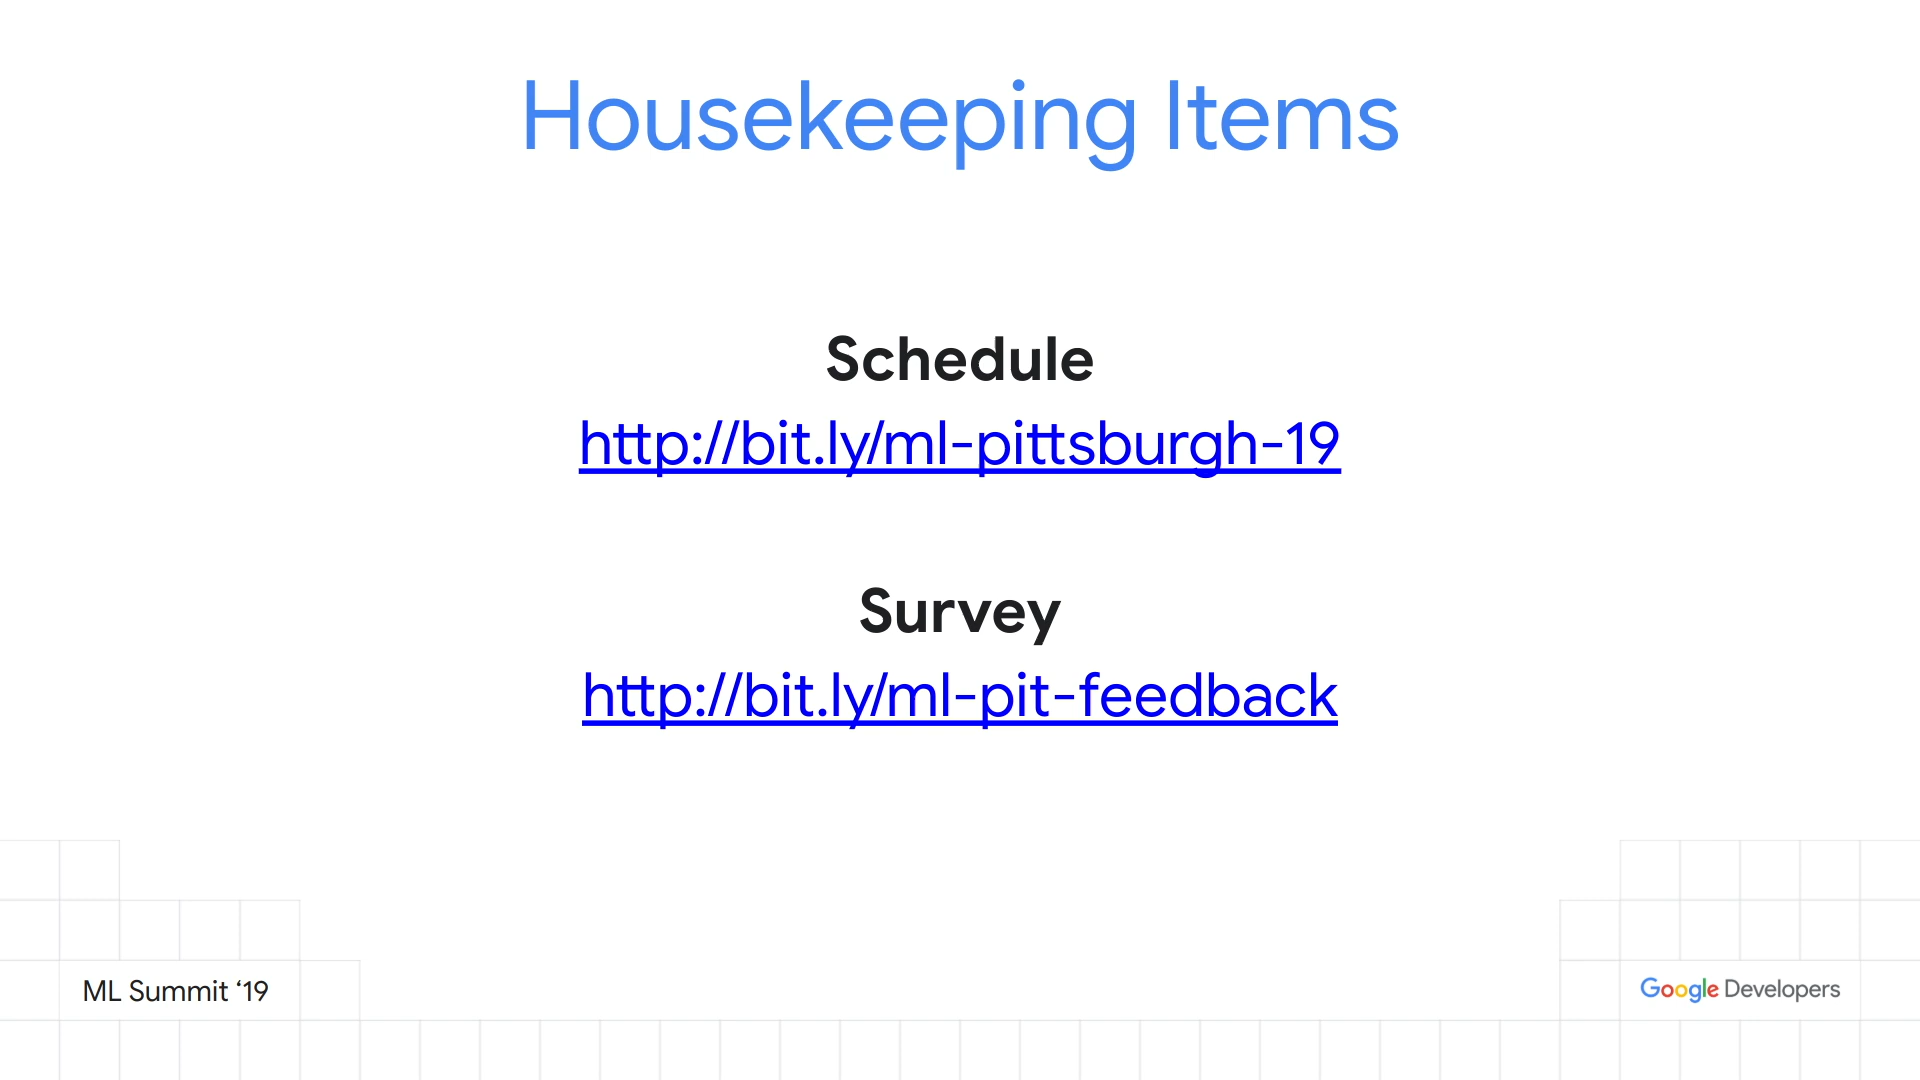 Housekeeping Items
Schedule
http://bit.ly/ml-pittsburgh-19
Survey
http://bit.ly/ml-pit-feedback
ML Summit ‘19
Google Developers